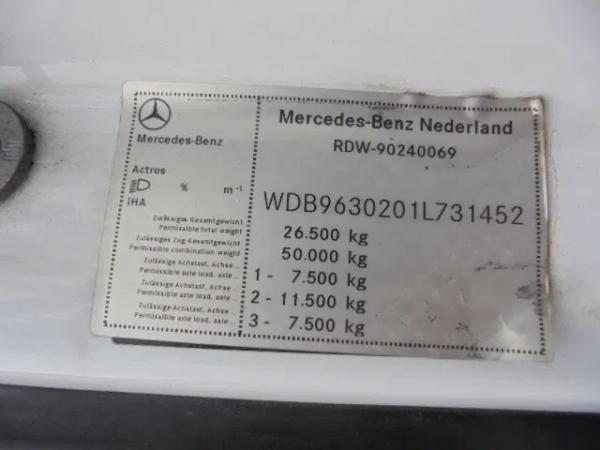 Mercedes-Benz
Actros
% m⁻¹
IHA
Zulässiges Gesamtgewicht
Permissible total weight
Zulässiges Zug-Gesamtgewicht
Permissible combination weight
Zulässige Achslast, Achse ..
Permissible axle load, axle ..
Zulässige Achslast, Achse ..
Permissible axle load, axle ..
Zulässige Achslast, Achse ..
Permissible axle load, axle ..
Mercedes-Benz Nederland
RDW-90240069
WDB9630201L731452
26.500 kg
50.000 kg
1 - 7.500 kg
2 - 11.500 kg
3 - 7.500 kg